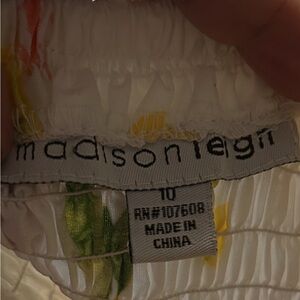 madison leigh
10
RN#107608
MADE IN
CHINA